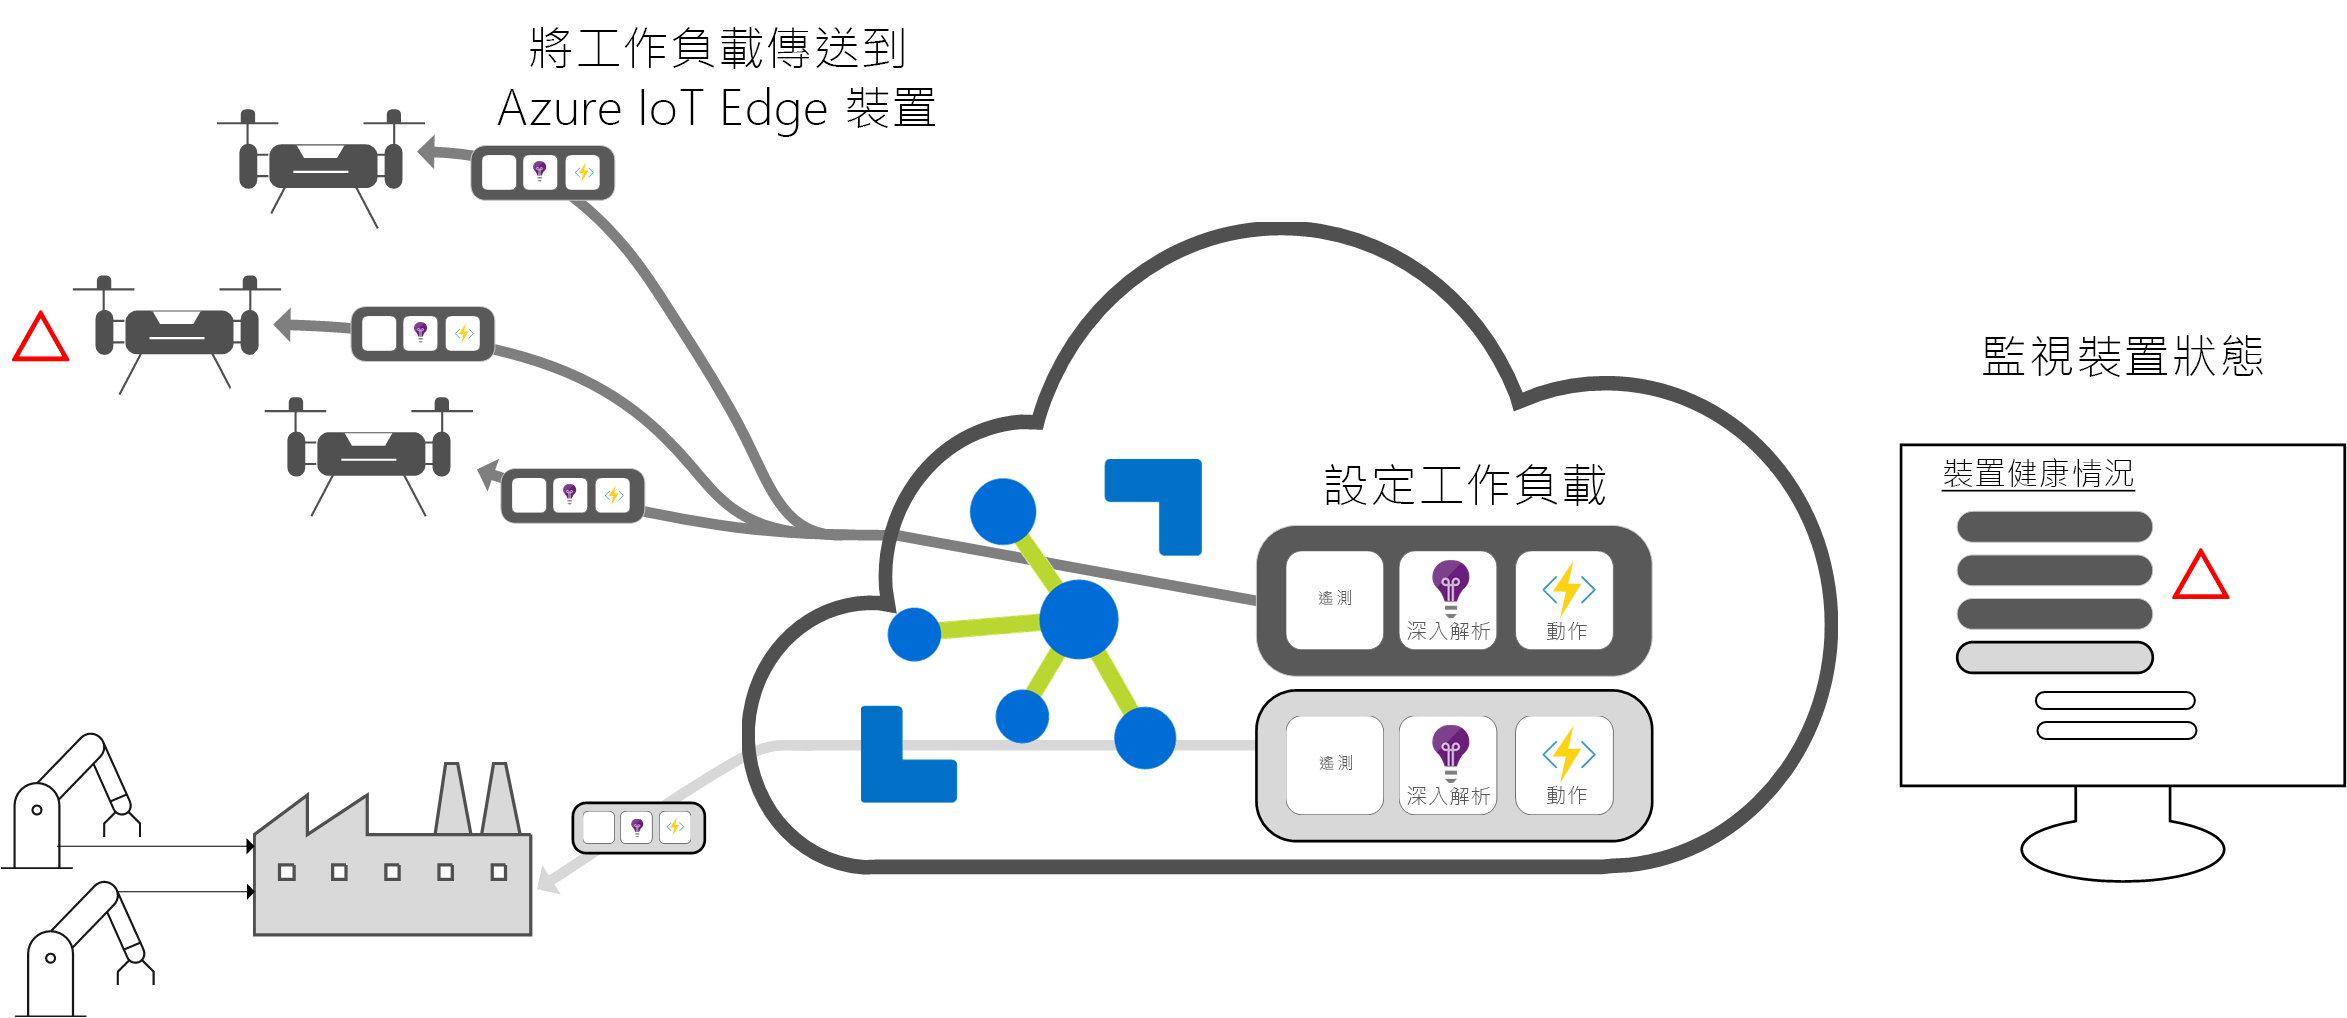 將工作負載傳送到
Azure IoT Edge 裝置
設定工作負載
遙測
深入解析
動作
遙測
深入解析
動作
監視裝置狀態
裝置健康情況